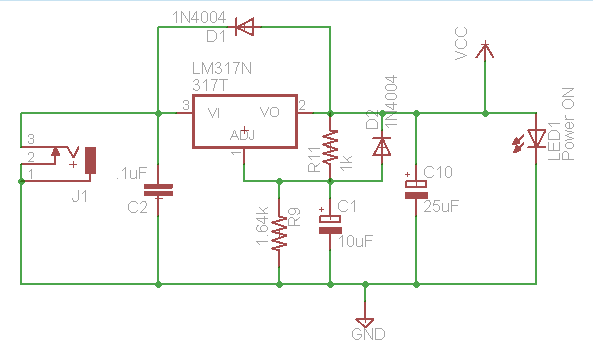 1N4004
D1
VCC
LM317N
317T
3
2
VI
VO
ADJ
1
D2
1N4004
LED1
Power ON
3
2
1
J1
.1uF
C2
R11
1k
C10
25uF
1.64k
R9
C1
10uF
GND